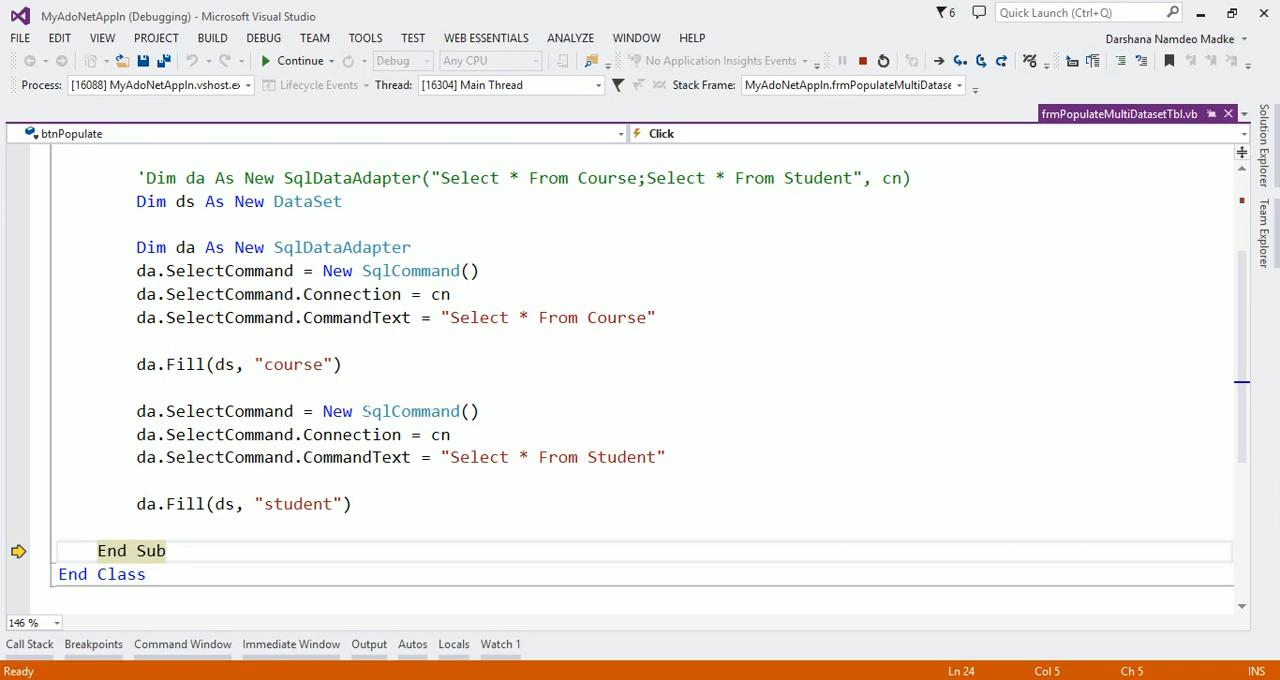 MyAdoNetAppln (Debugging) - Microsoft Visual Studio
6
Quick Launch (Ctrl+Q)
FILE EDIT VIEW PROJECT BUILD DEBUG TEAM TOOLS TEST WEB ESSENTIALS ANALYZE WINDOW HELP
Darshana Namdeo Madke
Continue Debug Any CPU No Application Insights Events
Process: [16088] MyAdoNetAppln.vshost.ex Lifecycle Events Thread: [16304] Main Thread Stack Frame: MyAdoNetAppln.frmPopulateMultiDatase
frmPopulateMultiDatasetTbl.vb
btnPopulate Click
'Dim da As New SqlDataAdapter("Select * From Course;Select * From Student", cn)
Dim ds As New DataSet
Dim da As New SqlDataAdapter
da.SelectCommand = New SqlCommand()
da.SelectCommand.Connection = cn
da.SelectCommand.CommandText = "Select * From Course"
da.Fill(ds, "course")
da.SelectCommand = New SqlCommand()
da.SelectCommand.Connection = cn
da.SelectCommand.CommandText = "Select * From Student"
da.Fill(ds, "student")
End Sub
End Class
Solution Explorer
Team Explorer
146 %
Call Stack Breakpoints Command Window Immediate Window Output Autos Locals Watch 1
Ready Ln 24 Col 5 Ch 5 INS